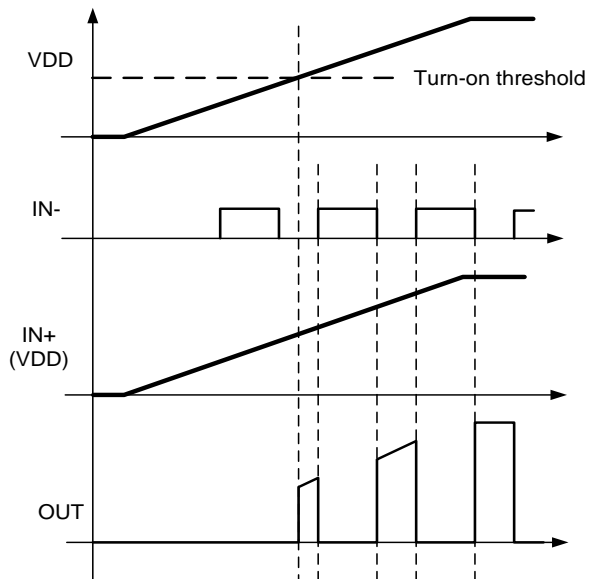 VDD
Turn-on threshold
IN-
IN+
(VDD)
OUT